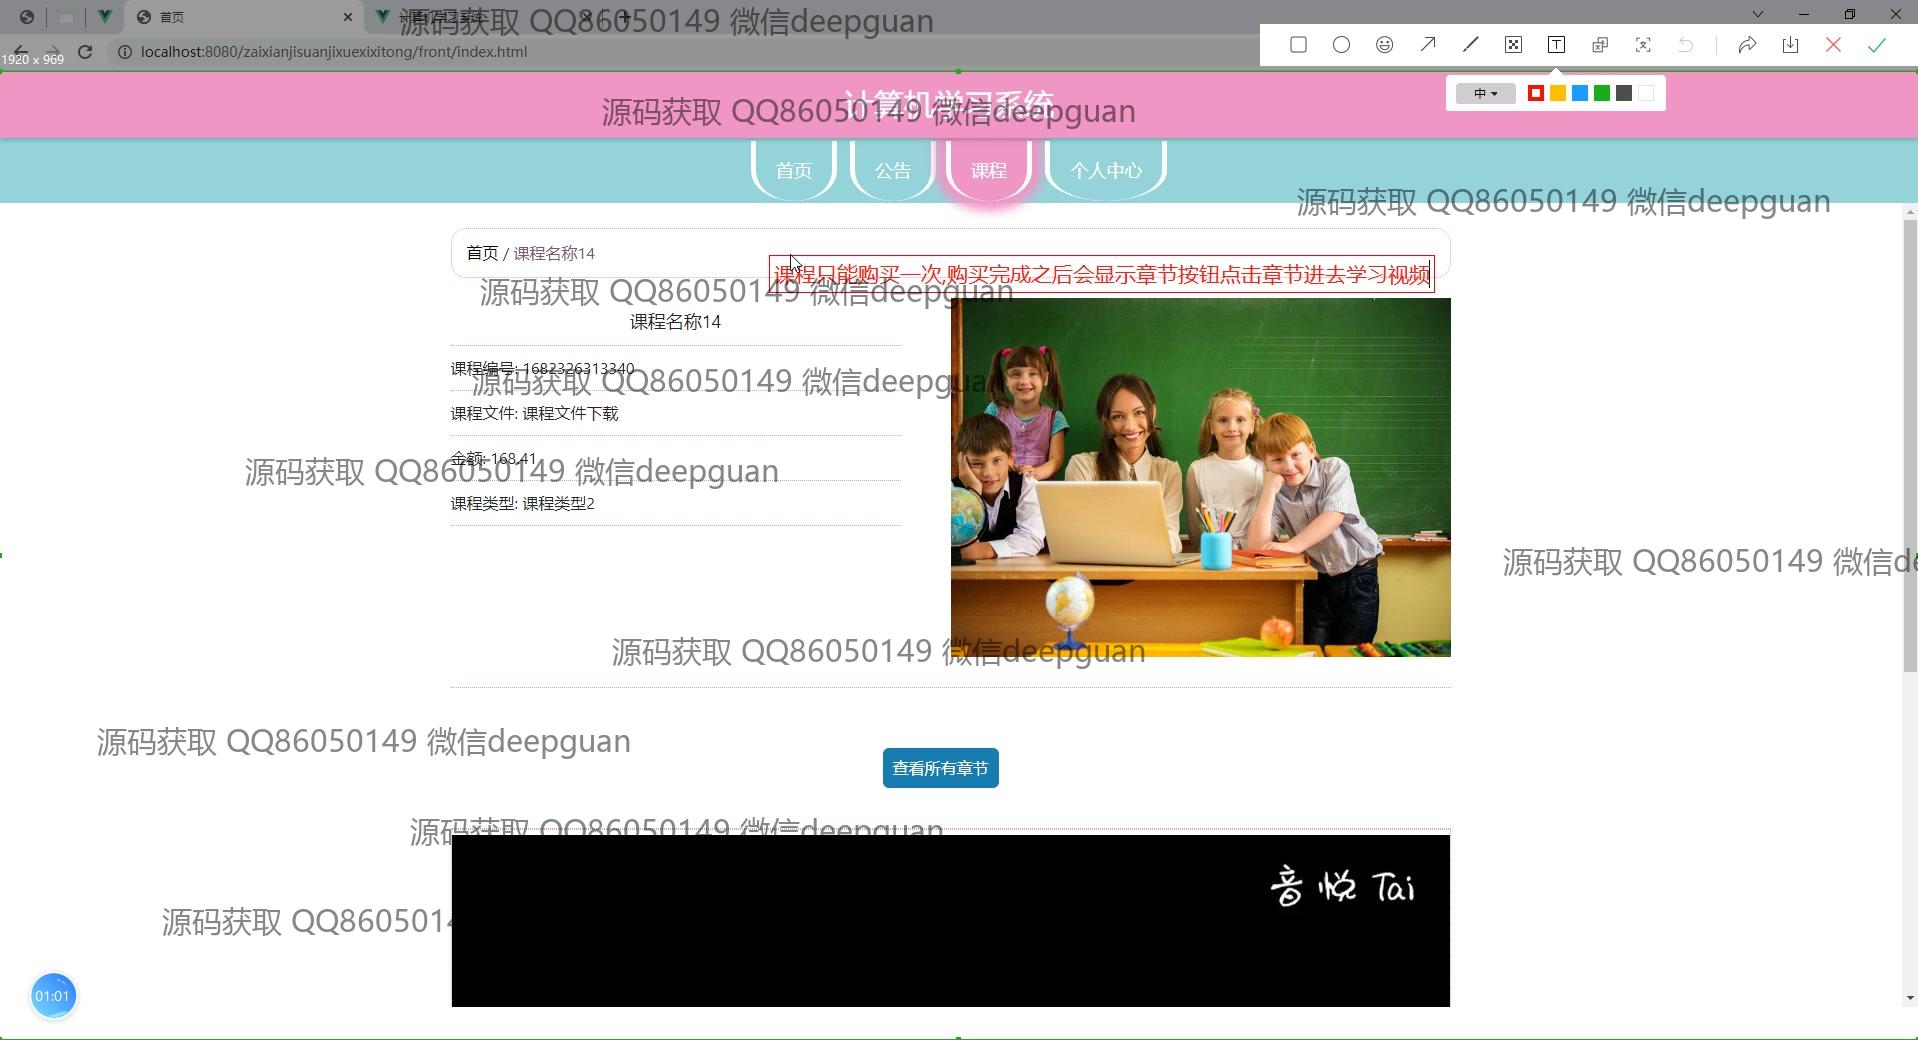 首页
计算机学习系统
源码获取 QQ86050149 微信deepguan
localhost:8080/zaixianjisuanjixuexixitong/front/index.html
1920 x 969
计算机学习系统
源码获取 QQ86050149 微信deepguan
中
首页
公告
课程
个人中心
源码获取 QQ86050149 微信deepguan
首页 / 课程名称14
课程只能购买一次,购买完成之后会显示章节按钮点击章节进去学习视频
源码获取 QQ86050149 微信deepguan
课程名称14
课程编号: 1682326313340
源码获取 QQ86050149 微信deepguan
课程文件: 课程文件下载
金额: 168.41
源码获取 QQ86050149 微信deepguan
课程类型: 课程类型2
源码获取 QQ86050149 微信de
源码获取 QQ86050149 微信deepguan
源码获取 QQ86050149 微信deepguan
查看所有章节
源码获取 QQ86050149 微信deepguan
音悦Tai
源码获取 QQ8605014
01:01